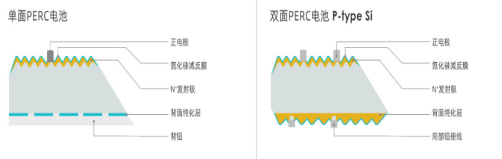 单面PERC电池
正电极
氮化硅减反膜
N⁺发射极
背面钝化层
背铝
双面PERC电池 P-type Si
正电极
氮化硅减反膜
N⁺发射极
背面钝化层
局部铝栅线